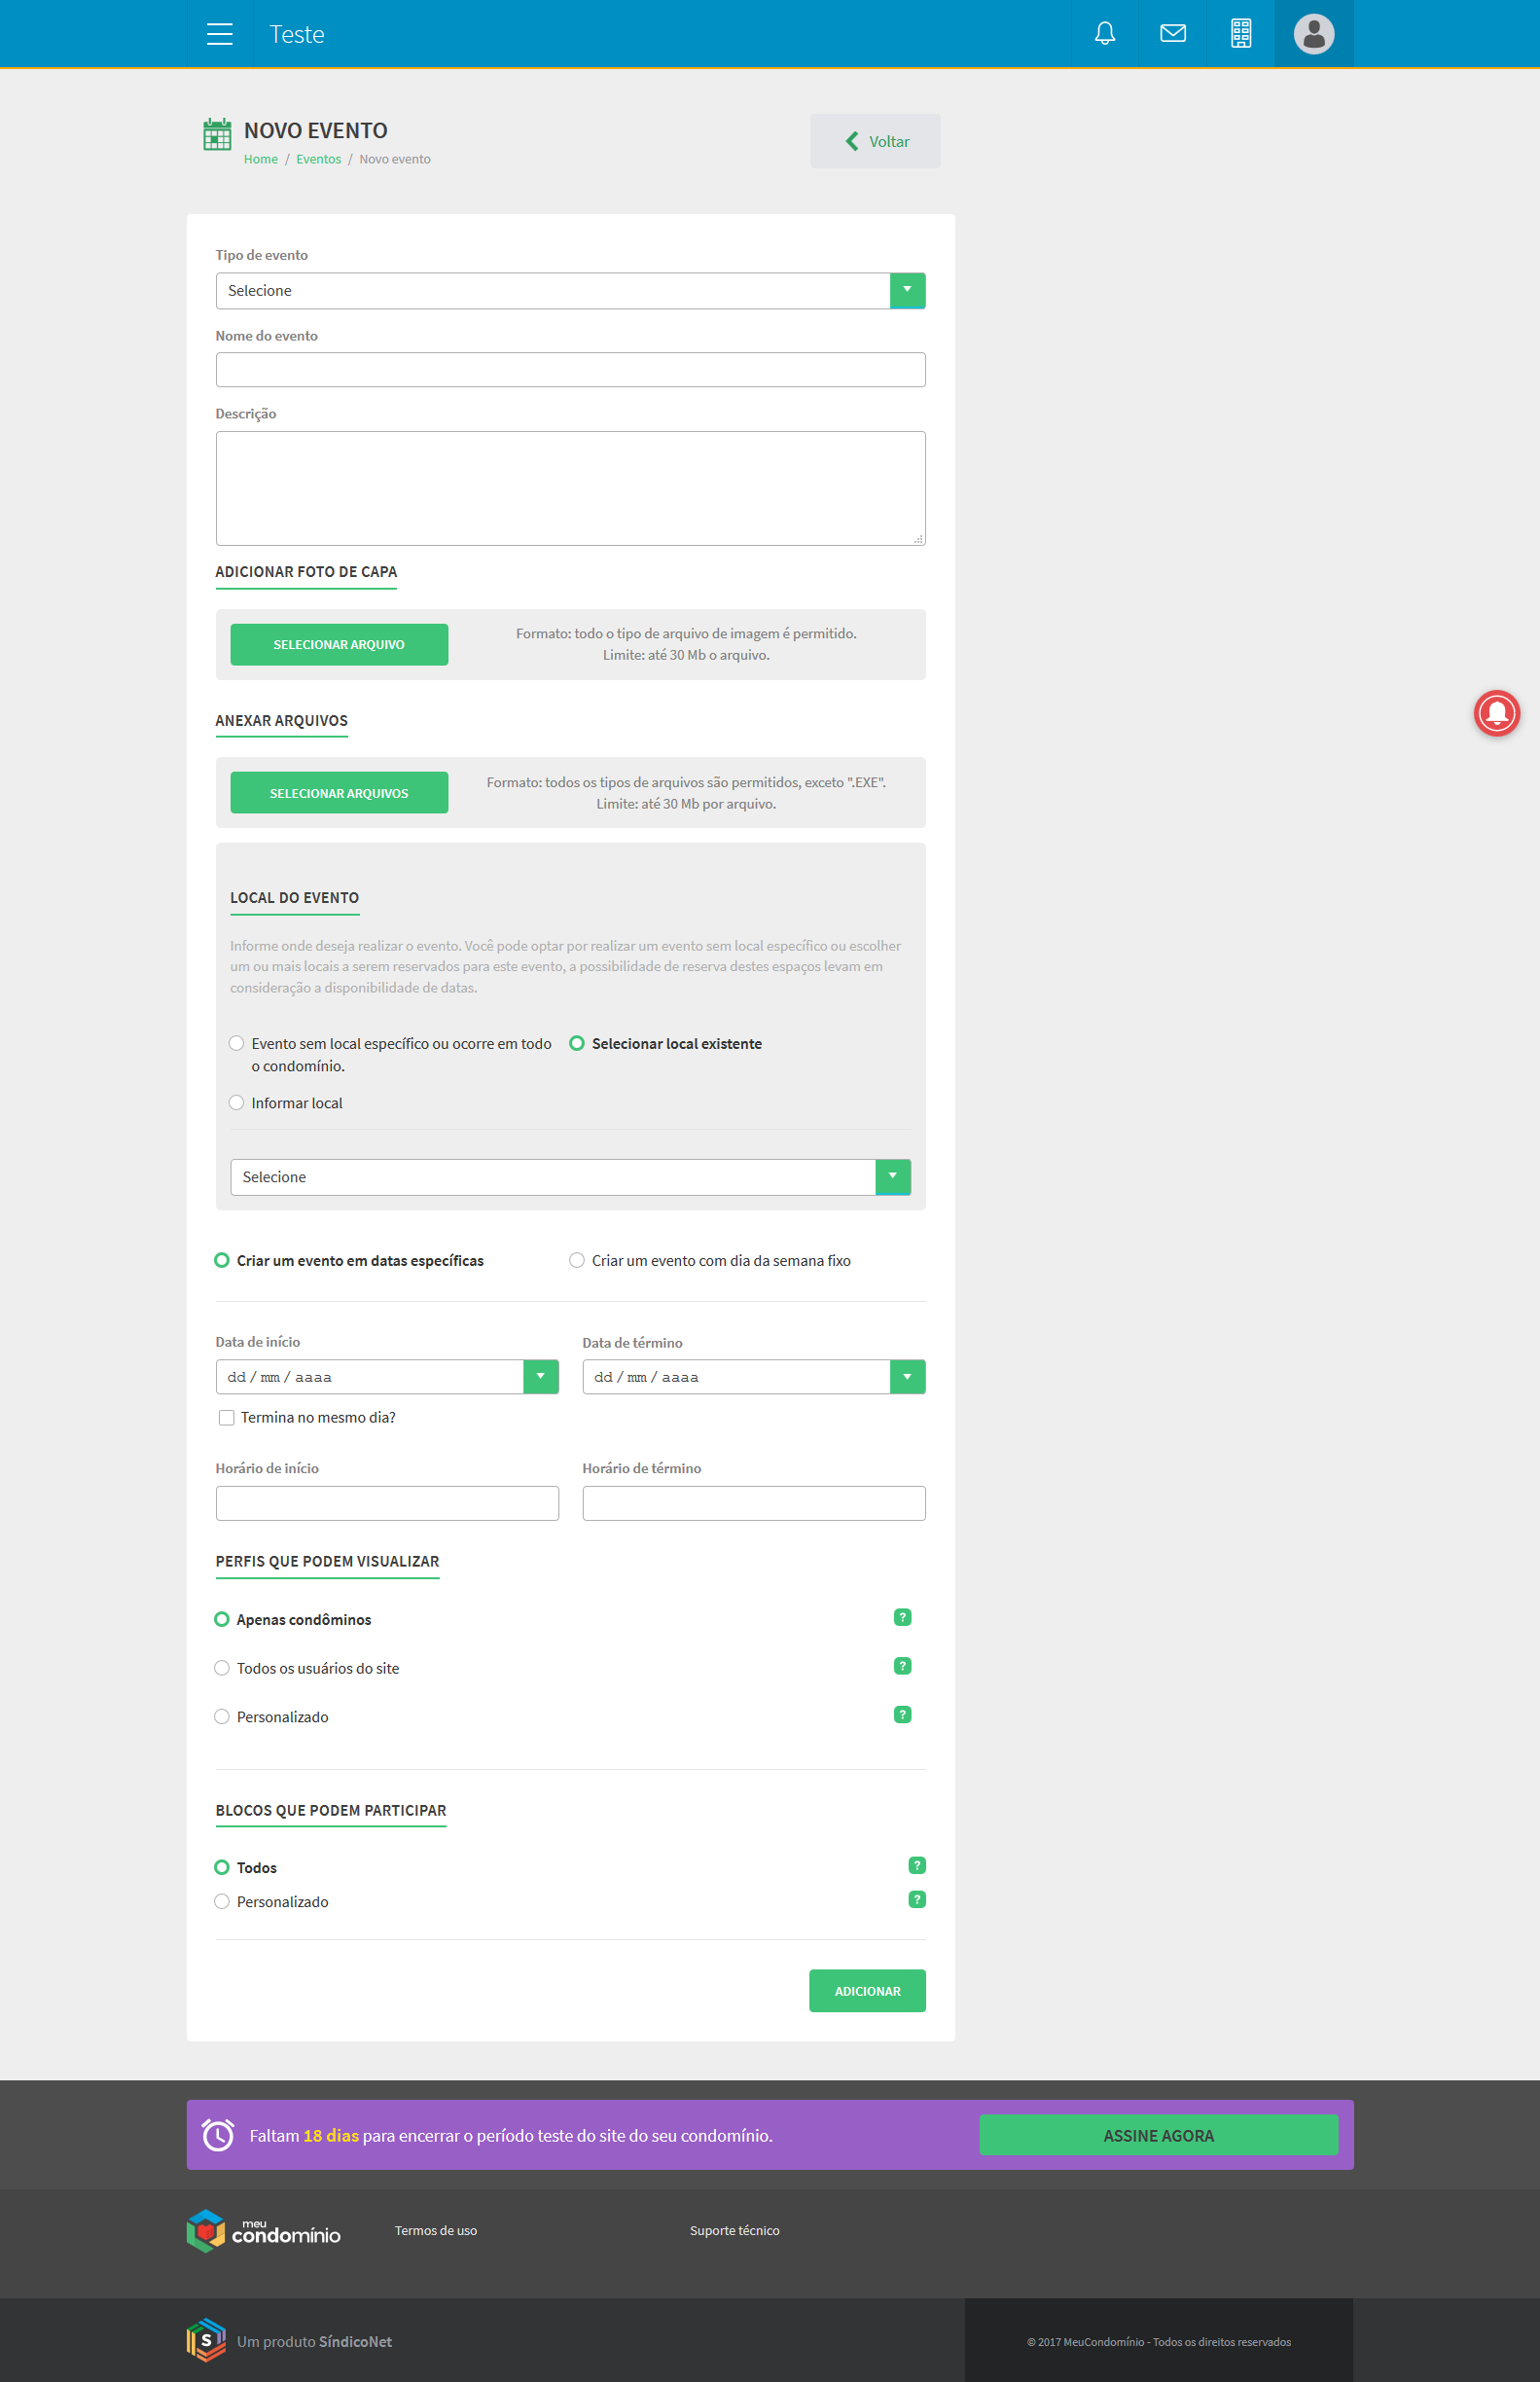 Teste
NOVO EVENTO
Home / Eventos / Novo evento
Voltar
Tipo de evento
Selecione
Nome do evento
Descrição
ADICIONAR FOTO DE CAPA
SELECIONAR ARQUIVO
Formato: todo o tipo de arquivo de imagem é permitido.
Limite: até 30 Mb o arquivo.
ANEXAR ARQUIVOS
SELECIONAR ARQUIVOS
Formato: todos os tipos de arquivos são permitidos, exceto ".EXE".
Limite: até 30 Mb por arquivo.
LOCAL DO EVENTO
Informe onde deseja realizar o evento. Você pode optar por realizar um evento sem local específico ou escolher
um ou mais locais a serem reservados para este evento, a possibilidade de reserva destes espaços levam em
consideração a disponibilidade de datas.
Evento sem local específico ou ocorre em todo
o condomínio.
Selecionar local existente
Informar local
Selecione
Criar um evento em datas específicas
Criar um evento com dia da semana fixo
Data de início
Data de término
dd / mm / aaaa
dd / mm / aaaa
Termina no mesmo dia?
Horário de início
Horário de término
PERFIS QUE PODEM VISUALIZAR
Apenas condôminos
?
Todos os usuários do site
?
Personalizado
?
BLOCOS QUE PODEM PARTICIPAR
Todos
?
Personalizado
?
ADICIONAR
Faltam 18 dias para encerrar o período teste do site do seu condomínio.
ASSINE AGORA
meu
condomínio
Termos de uso
Suporte técnico
S
Um produto SíndicoNet
© 2017 MeuCondomínio - Todos os direitos reservados